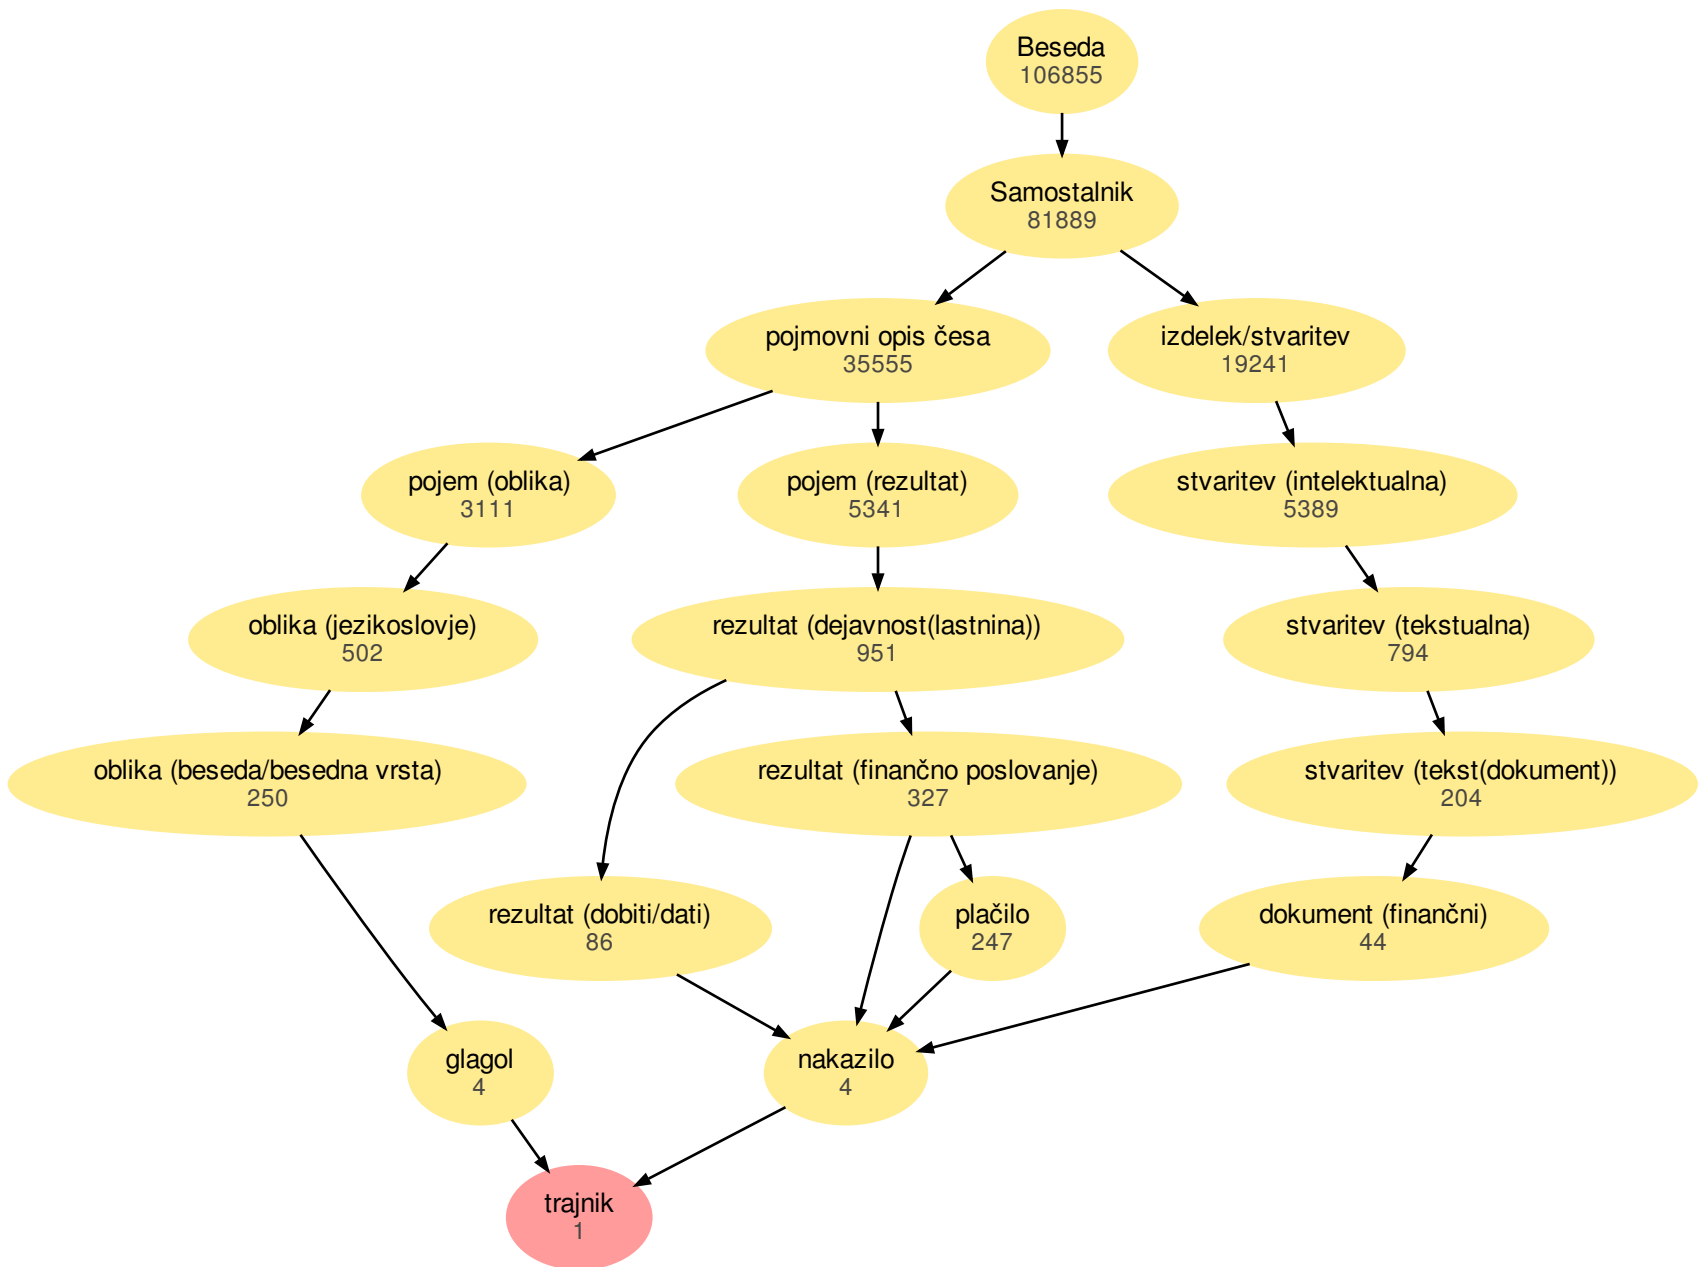 Beseda
106855
Samostalnik
81889
pojmovni opis česa
35555
izdelek/stvaritev
19241
pojem (oblika)
3111
pojem (rezultat)
5341
stvaritev (intelektualna)
5389
oblika (jezikoslovje)
502
rezultat (dejavnost(lastnina))
951
stvaritev (tekstualna)
794
oblika (beseda/besedna vrsta)
250
rezultat (finančno poslovanje)
327
stvaritev (tekst(dokument))
204
rezultat (dobiti/dati)
86
plačilo
247
dokument (finančni)
44
glagol
4
nakazilo
4
trajnik
1